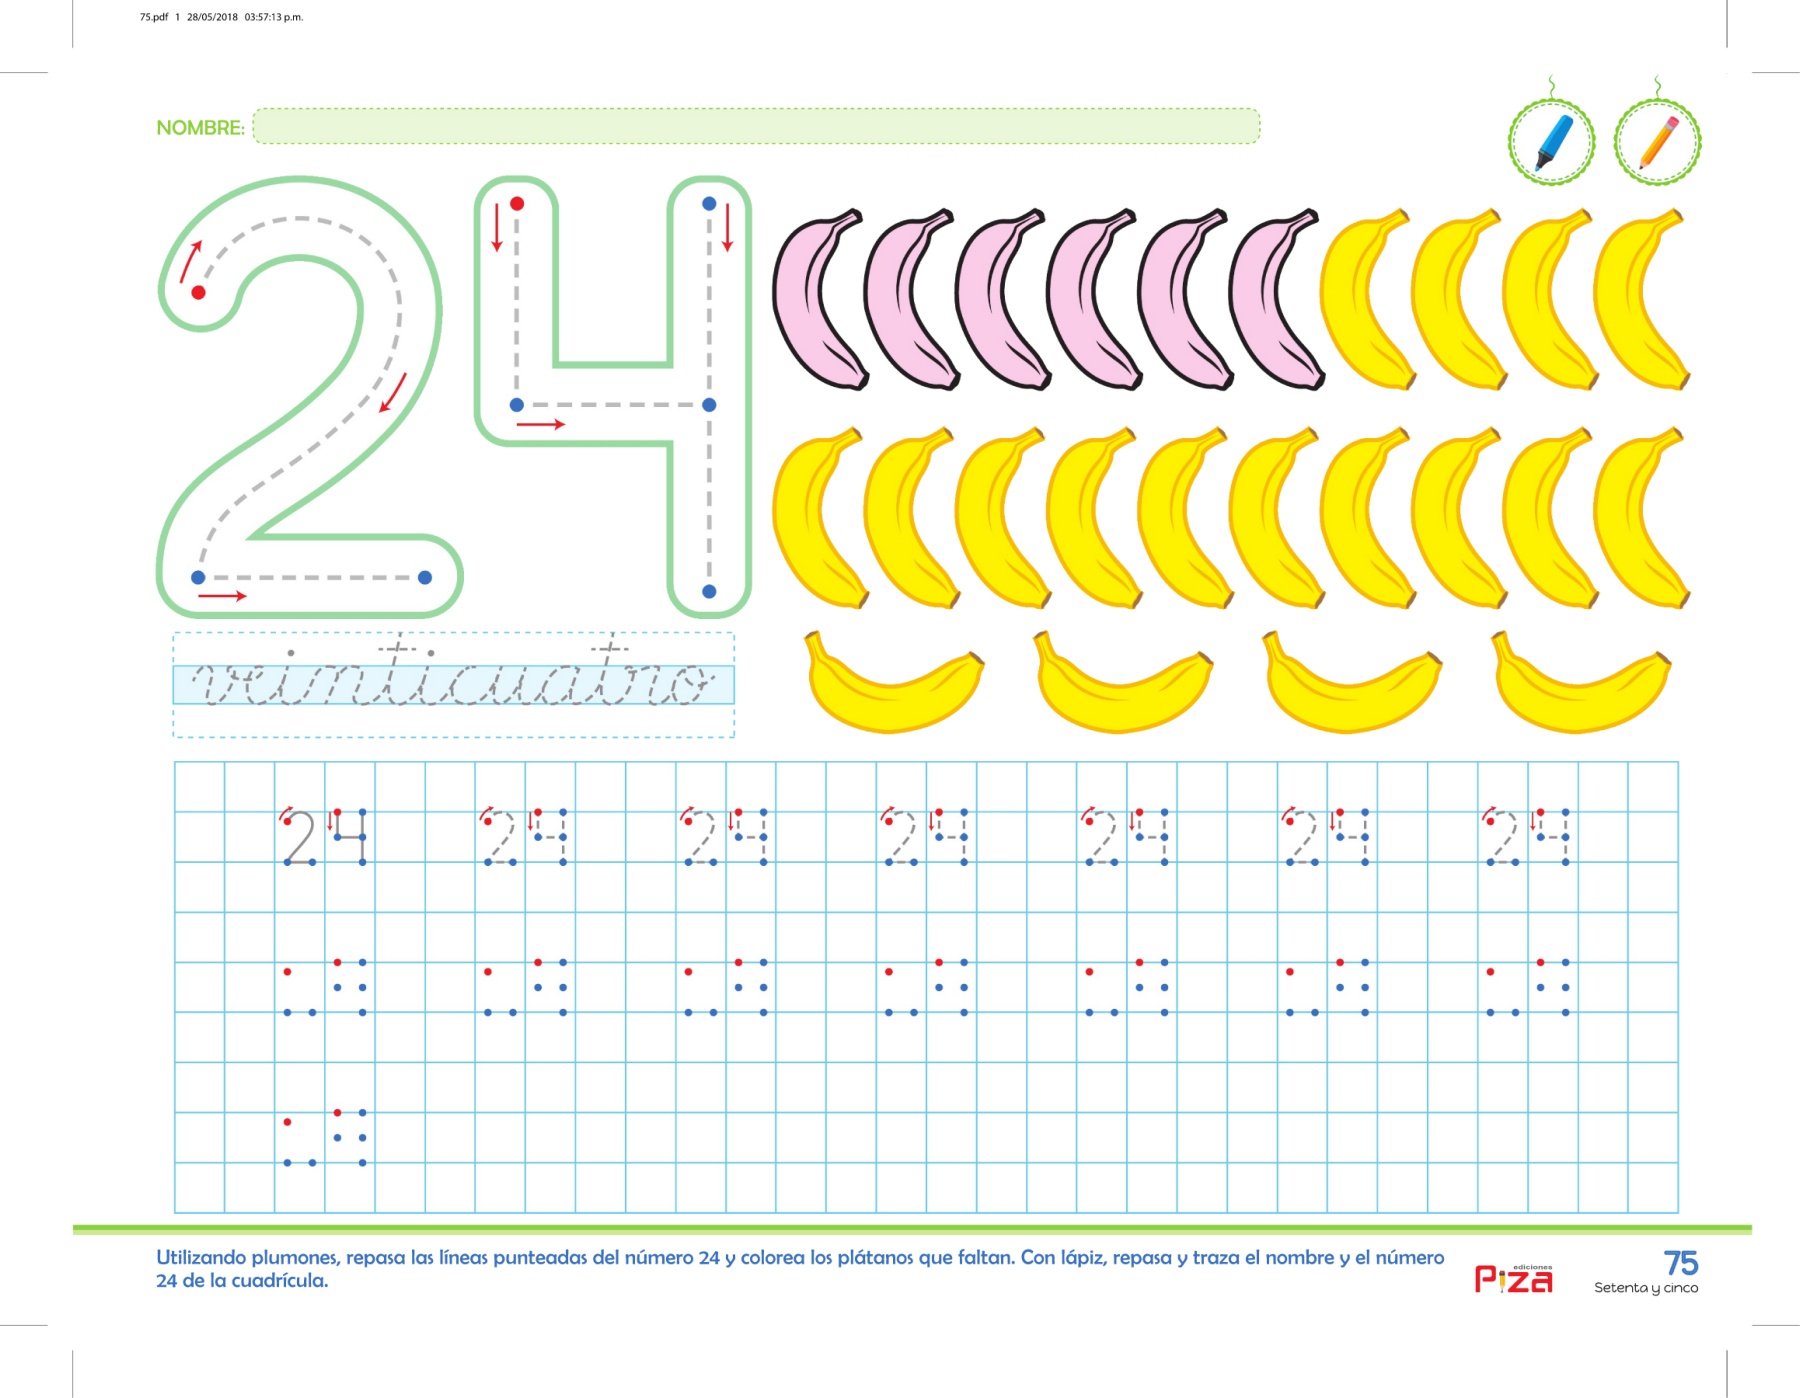 75.pdf 1 28/05/2018 03:57:13 p.m.
NOMBRE:
24
veinticuatro
24 24 24 24 24 24 24
Utilizando plumones, repasa las líneas punteadas del número 24 y colorea los plátanos que faltan. Con lápiz, repasa y traza el nombre y el número
24 de la cuadrícula.
ediciones
Piza
75
Setenta y cinco